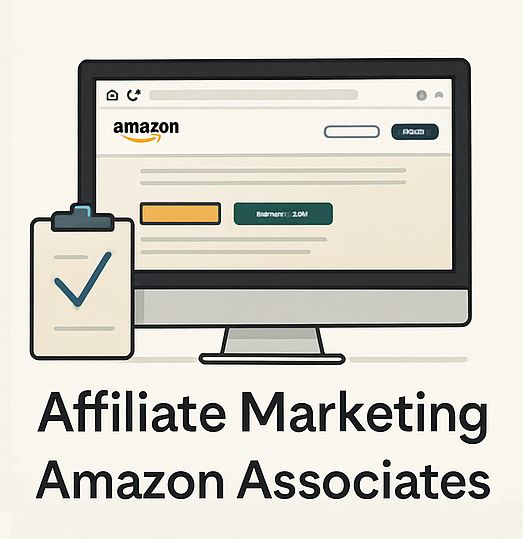 amazon
Affiliate Marketing
Amazon Associates